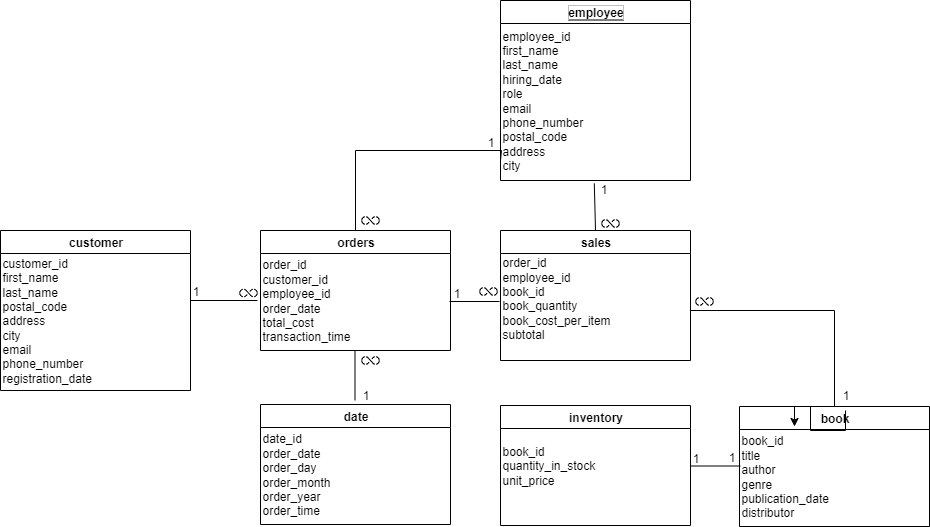 employee
employee_id
first_name
last_name
hiring_date
role
email
phone_number
postal_code
address
city
1
1
(X)
(X)
customer
customer_id
first_name
last_name
postal_code
address
city
email
phone_number
registration_date
1
(X)
orders
order_id
customer_id
employee_id
order_date
total_cost
transaction_time
1
(X)
sales
order_id
employee_id
book_id
book_quantity
book_cost_per_item
subtotal
(X)
(X)
1
1
date
date_id
order_date
order_day
order_month
order_year
order_time
inventory
book_id
quantity_in_stock
unit_price
1
1
book
book_id
title
author
genre
publication_date
distributor